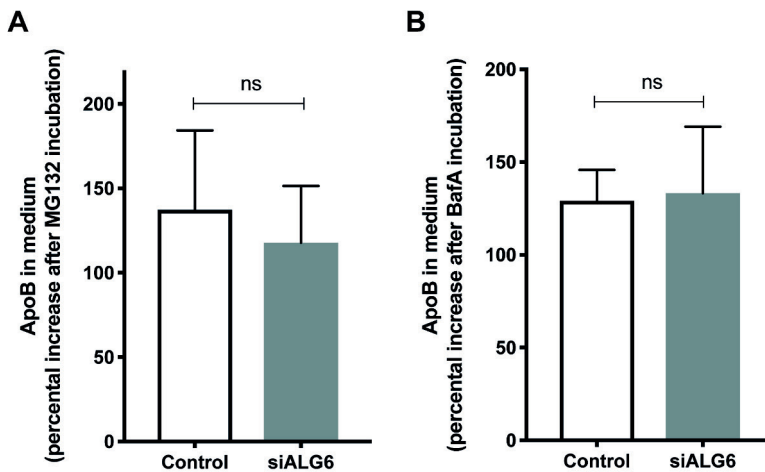 A
ApoB in medium
(percental increase after MG132 incubation)
200
150
100
50
0
ns
Control
siALG6
B
ApoB in medium
(percental increase after BafA incubation)
200
150
100
50
0
ns
Control
siALG6